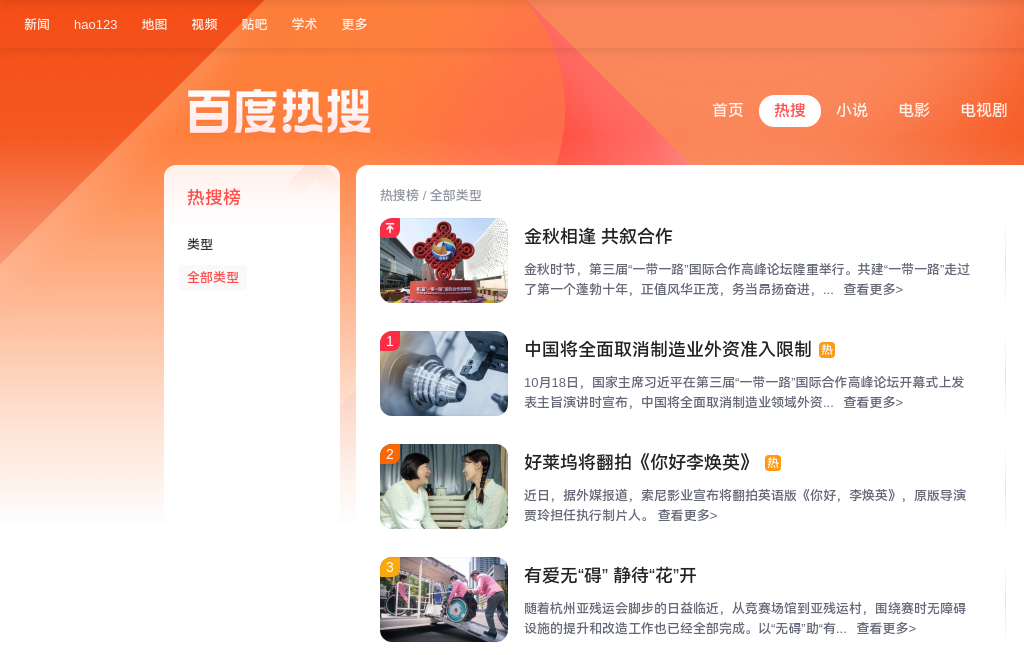 新闻 hao123 地图 视频 贴吧 学术 更多
百度热搜
首页 热搜 小说 电影 电视剧
热搜榜
类型
全部类型
热搜榜 / 全部类型
金秋相逢 共叙合作
金秋时节，第三届“一带一路”国际合作高峰论坛隆重举行。共建“一带一路”走过
了第一个蓬勃十年，正值风华正茂，务当昂扬奋进，... 查看更多>
1
中国将全面取消制造业外资准入限制 热
10月18日，国家主席习近平在第三届“一带一路”国际合作高峰论坛开幕式上发
表主旨演讲时宣布，中国将全面取消制造业领域外资... 查看更多>
2
好莱坞将翻拍《你好李焕英》 热
近日，据外媒报道，索尼影业宣布将翻拍英语版《你好，李焕英》，原版导演
贾玲担任执行制片人。 查看更多>
3
有爱无“碍” 静待“花”开
随着杭州亚残运会脚步的日益临近，从竞赛场馆到亚残运村，围绕赛时无障碍
设施的提升和改造工作也已经全部完成。以“无碍”助“有... 查看更多>